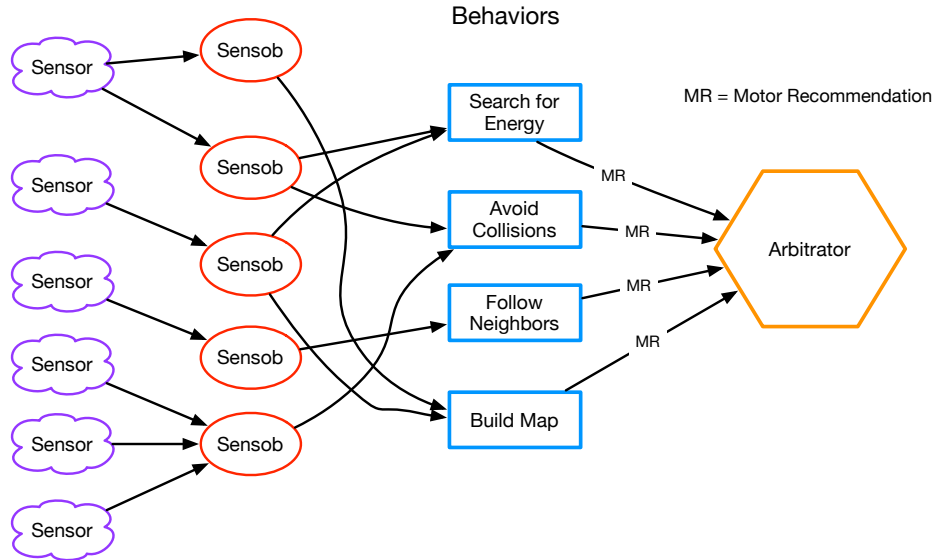 Behaviors
Sensor
Sensob
Search for
Energy
MR = Motor Recommendation
Sensor
Sensob
MR
Avoid
Collisions
MR
Sensor
Sensob
Arbitrator
Follow
Neighbors
MR
Sensor
Sensob
MR
Sensor
Sensob
Build Map
Sensor